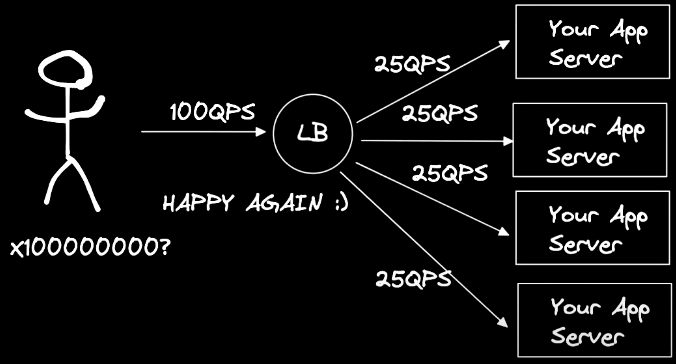 Your App
Server
25QPS
100QPS
25QPS
LB
Your App
Server
25QPS
HAPPY AGAIN :)
Your App
Server
x100000000?
25QPS
Your App
Server